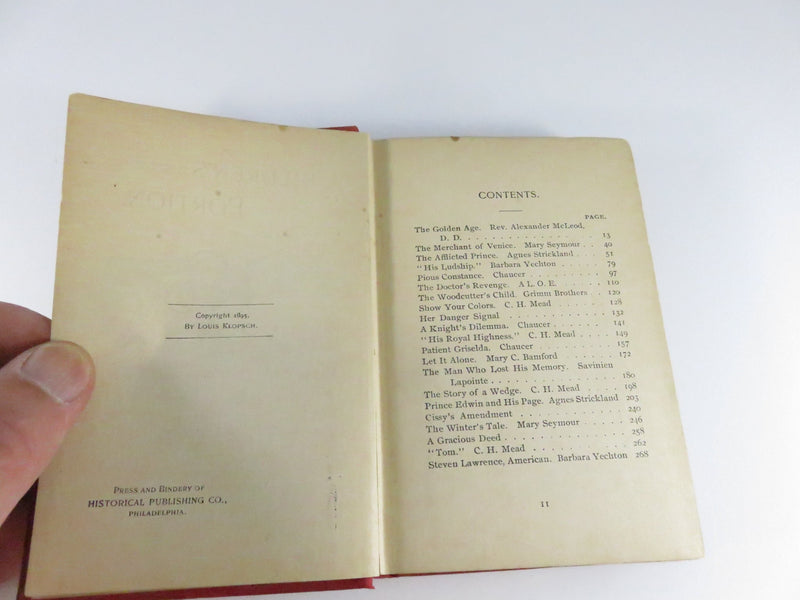 Copyright 1895,
BY LOUIS KLOPSCH.
PRESS AND BINDERY OF
HISTORICAL PUBLISHING CO.,
PHILADELPHIA.
CONTENTS.
PAGE.
The Golden Age. Rev. Alexander McLeod,
D. D. . . . . . . . . . . . . . . . 13
The Merchant of Venice. Mary Seymour . . 40
The Afflicted Prince. Agnes Strickland . . . 51
"His Ludship." Barbara Yechton . . . . . 79
Pious Constance. Chaucer . . . . . . . . 97
The Doctor's Revenge. A L. O E. . . . . . 110
The Woodcutter's Child. Grimm Brothers . . 120
Show Your Colors. C. H. Mead . . . . . . 128
Her Danger Signal . . . . . . . . . . . 132
A Knight's Dilemma. Chaucer . . . . . . 141
"His Royal Highness." C. H. Mead . . . . 149
Patient Griselda. Chaucer . . . . . . . . 157
Let It Alone. Mary C. Bamford . . . . . 172
The Man Who Lost His Memory. Savinien
Lapointe . . . . . . . . . . . . . . 180
The Story of a Wedge. C. H. Mead . . . . 198
Prince Edwin and His Page. Agnes Strickland 203
Cissy's Amendment . . . . . . . . . . . 240
The Winter's Tale. Mary Seymour . . . . . 246
A Gracious Deed . . . . . . . . . . . . 258
"Tom." C. H. Mead . . . . . . . . . . 262
Steven Lawrence, American. Barbara Yechton 268
11